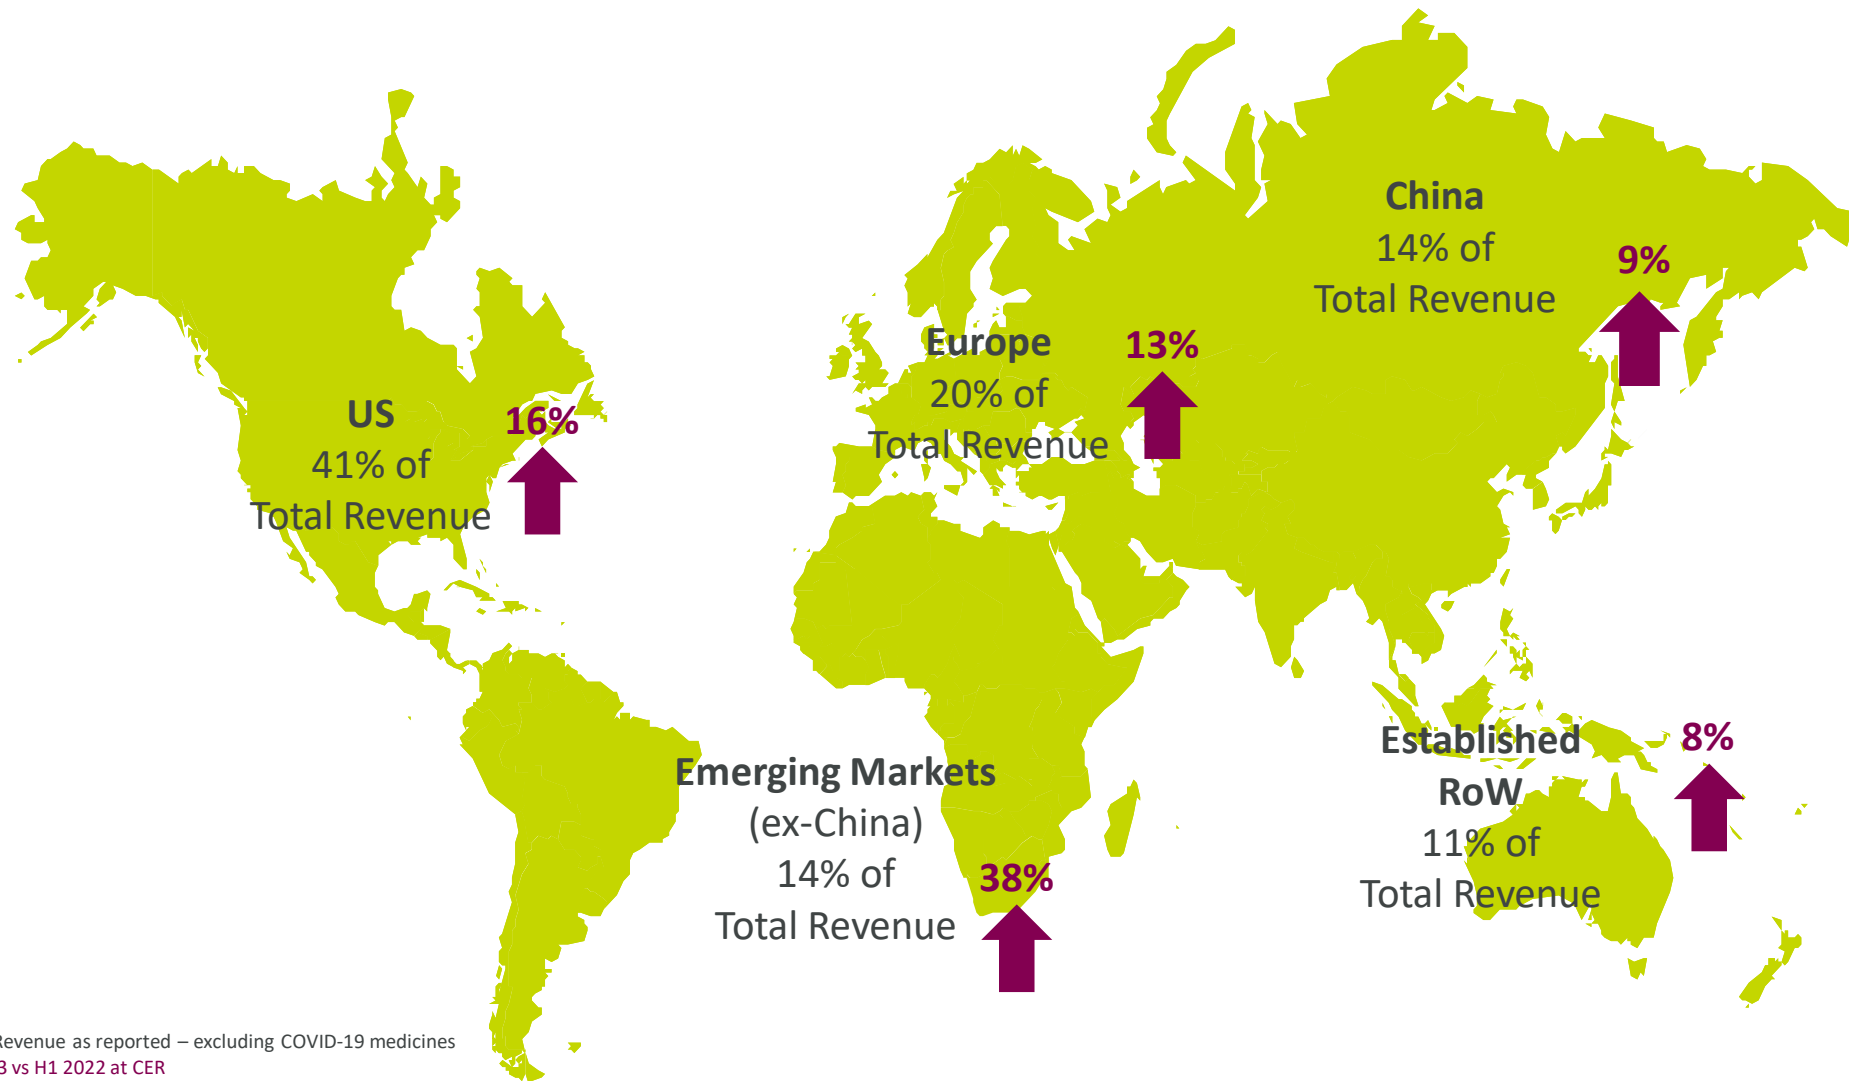 China
14% of
Total Revenue
9%
Europe
20% of
Total Revenue
13%
US
41% of
Total Revenue
16%
Emerging Markets
(ex-China)
14% of
Total Revenue
38%
Established
RoW
11% of
Total Revenue
8%
Revenue as reported – excluding COVID-19 medicines
3 vs H1 2022 at CER